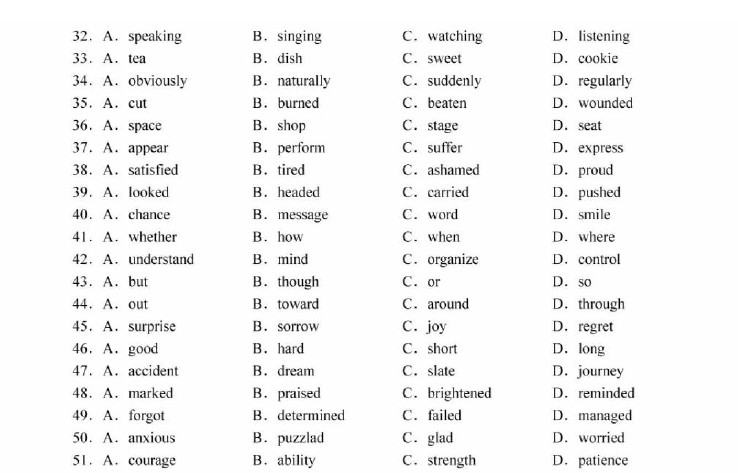 32. A. speaking B. singing C. watching D. listening
33. A. tea B. dish C. sweet D. cookie
34. A. obviously B. naturally C. suddenly D. regularly
35. A. cut B. burned C. beaten D. wounded
36. A. space B. shop C. stage D. seat
37. A. appear B. perform C. suffer D. express
38. A. satisfied B. tired C. ashamed D. proud
39. A. looked B. headed C. carried D. pushed
40. A. chance B. message C. word D. smile
41. A. whether B. how C. when D. where
42. A. understand B. mind C. organize D. control
43. A. but B. though C. or D. so
44. A. out B. toward C. around D. through
45. A. surprise B. sorrow C. joy D. regret
46. A. good B. hard C. short D. long
47. A. accident B. dream C. slate D. journey
48. A. marked B. praised C. brightened D. reminded
49. A. forgot B. determined C. failed D. managed
50. A. anxious B. puzzlad C. glad D. worried
51. A. courage B. ability C. strength D. patience